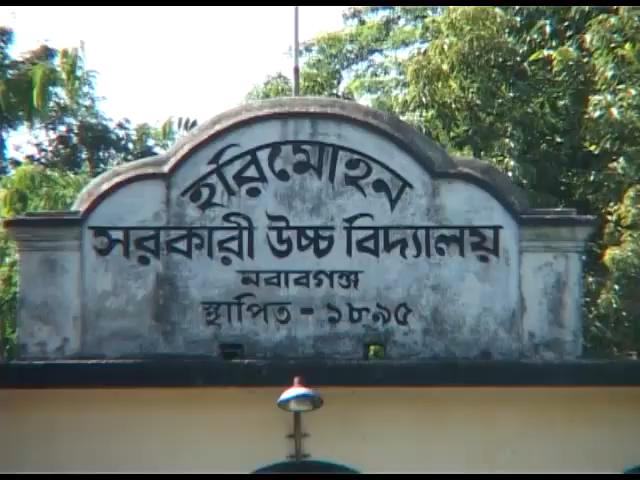 হরিমোহন
সরকারী উচ্চ বিদ্যালয়
নবাবগঞ্জ
স্থাপিত - ১৮৯৫